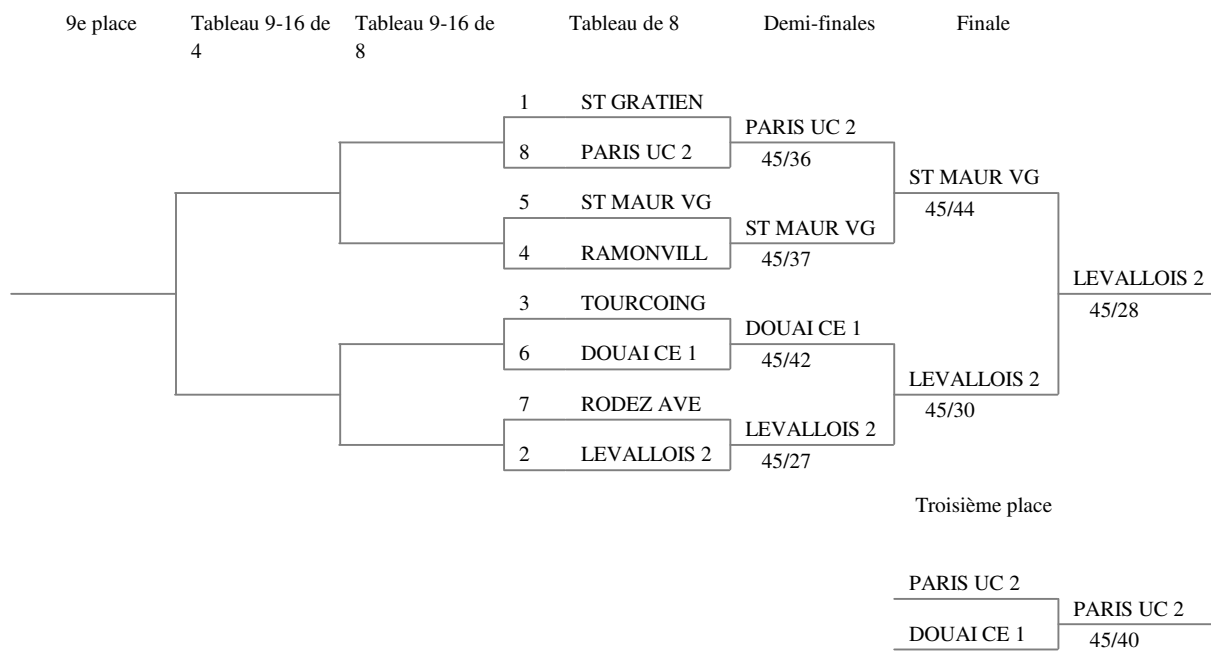 9e place
Tableau 9-16 de
4
Tableau 9-16 de
8
Tableau de 8
Demi-finales
Finale
1 ST GRATIEN
PARIS UC 2
8 PARIS UC 2
45/36
ST MAUR VG
5 ST MAUR VG
45/44
ST MAUR VG
4 RAMONVILL
45/37
LEVALLOIS 2
3 TOURCOING
45/28
DOUAI CE 1
6 DOUAI CE 1
45/42
LEVALLOIS 2
7 RODEZ AVE
45/30
LEVALLOIS 2
2 LEVALLOIS 2
45/27
Troisième place
PARIS UC 2
PARIS UC 2
DOUAI CE 1
45/40